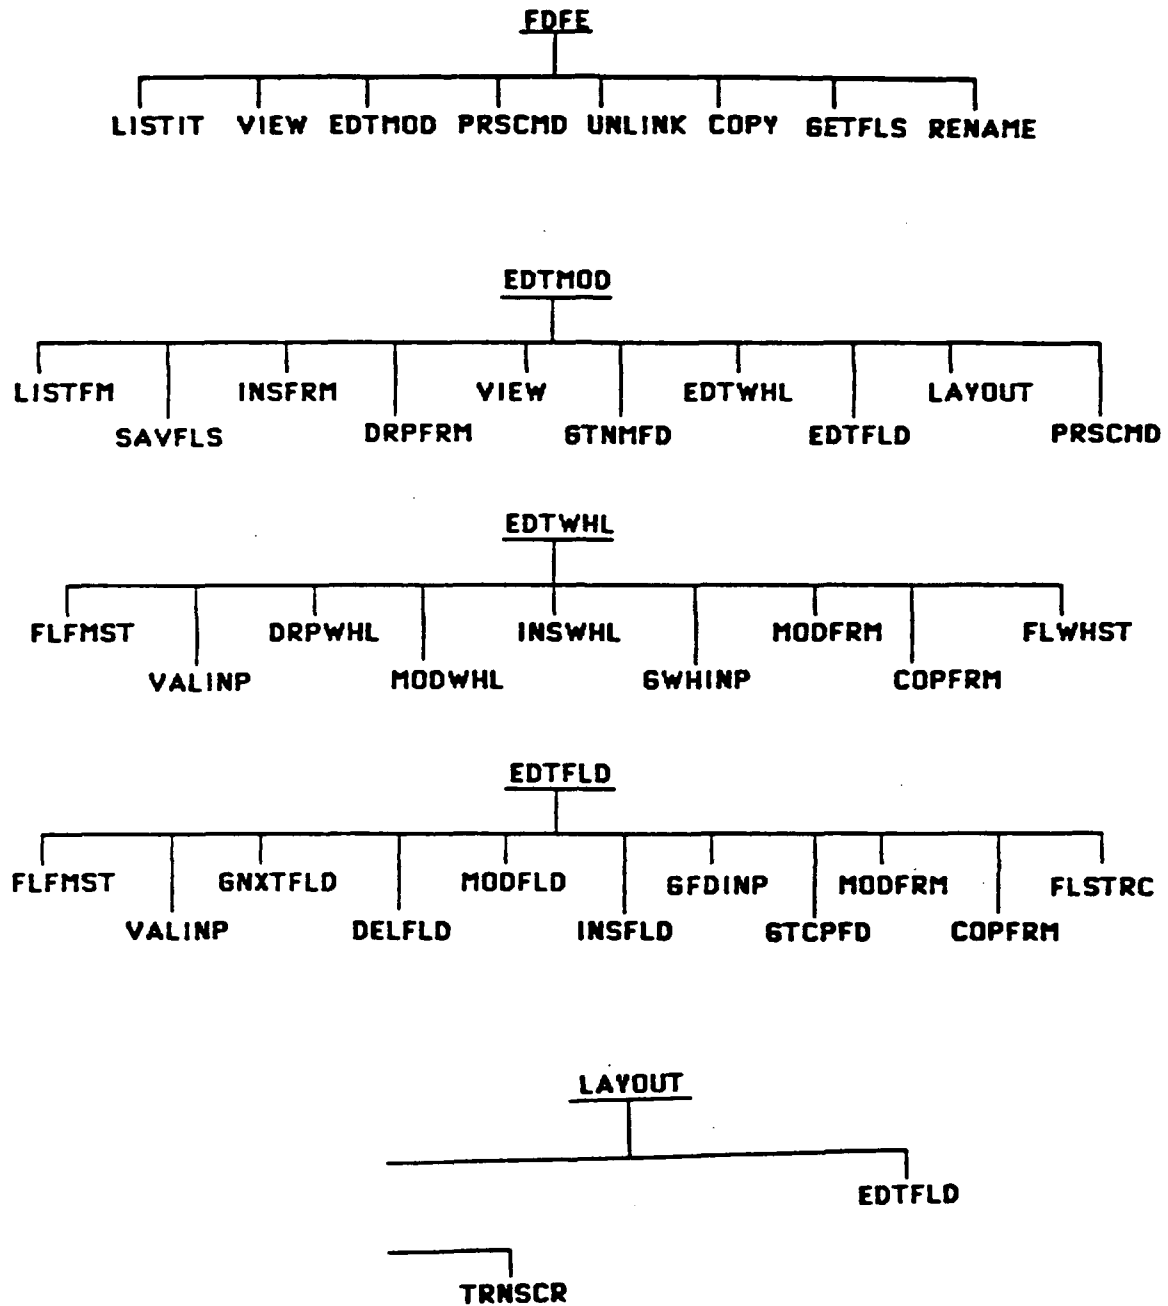 FDFE
LISTIT VIEW EDTMOD PRSCMD UNLINK COPY GETFLS RENAME
EDTMOD
LISTFM INSFRM VIEW EDTWHL LAYOUT
SAVFLS DRPFRM GTNMFD EDTFLD PRSCMD
EDTWHL
FLFMST DRPWHL INSWHL MODFRM FLWHST
VALINP MODWHL GWHINP COPFRM
EDTFLD
FLFMST GNXTFLD MODFLD GFDINP MODFRM FLSTRC
VALINP DELFLD INSFLD GTCPFD COPFRM
LAYOUT
EDTFLD
TRNSCR